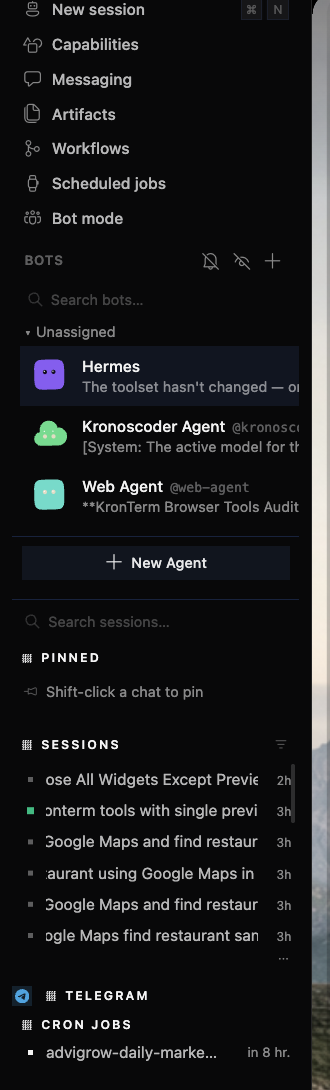 New session ⌘ N
Capabilities
Messaging
Artifacts
Workflows
Scheduled jobs
Bot mode
BOTS
Search bots...
Unassigned
Hermes
The toolset hasn't changed — or
Kronoscoder Agent @kronosco
[System: The active model for th
Web Agent @web-agent
**KronTerm Browser Tools Audit
New Agent
Search sessions...
PINNED
Shift-click a chat to pin
SESSIONS
ose All Widgets Except Previe 2h
onterm tools with single previ 3h
Google Maps and find restaur 3h
taurant using Google Maps in 3h
Google Maps and find restaur 3h
ogle Maps find restaurant san 3h
...
TELEGRAM
CRON JOBS
advigrow-daily-marke... in 8 hr.